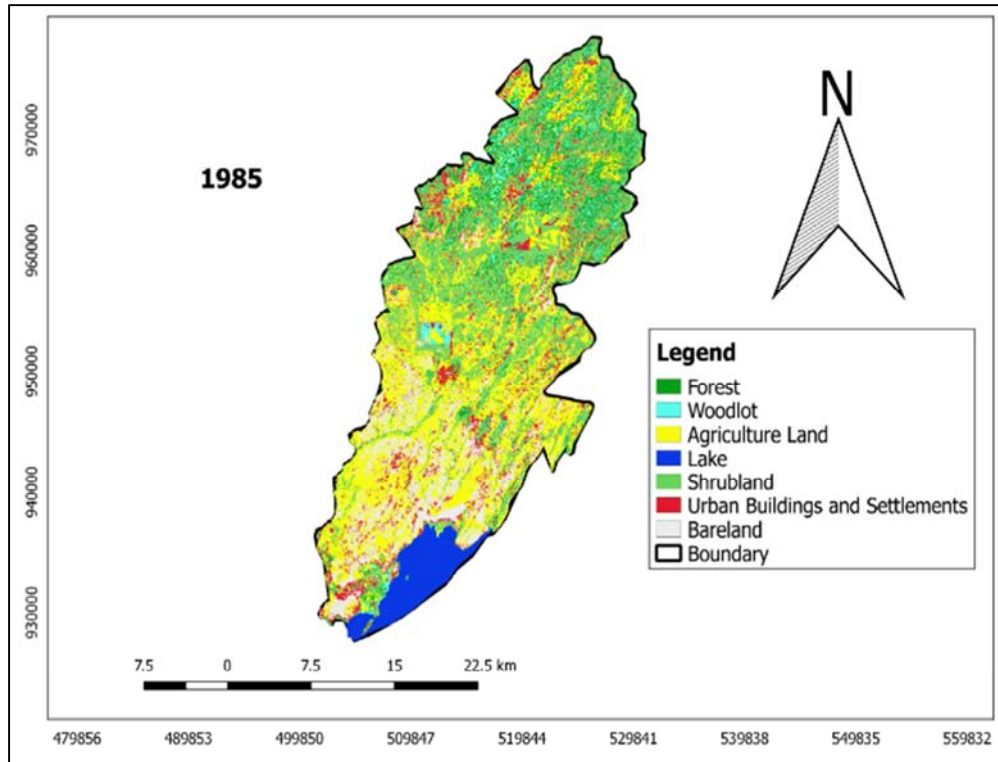 1985
N
970000
960000
950000
940000
930000
Legend
Forest
Woodlot
Agriculture Land
Lake
Shrubland
Urban Buildings and Settlements
Bareland
Boundary
7.5 0 7.5 15 22.5 km
479856 489853 499850 509847 519844 529841 539838 549835 559832